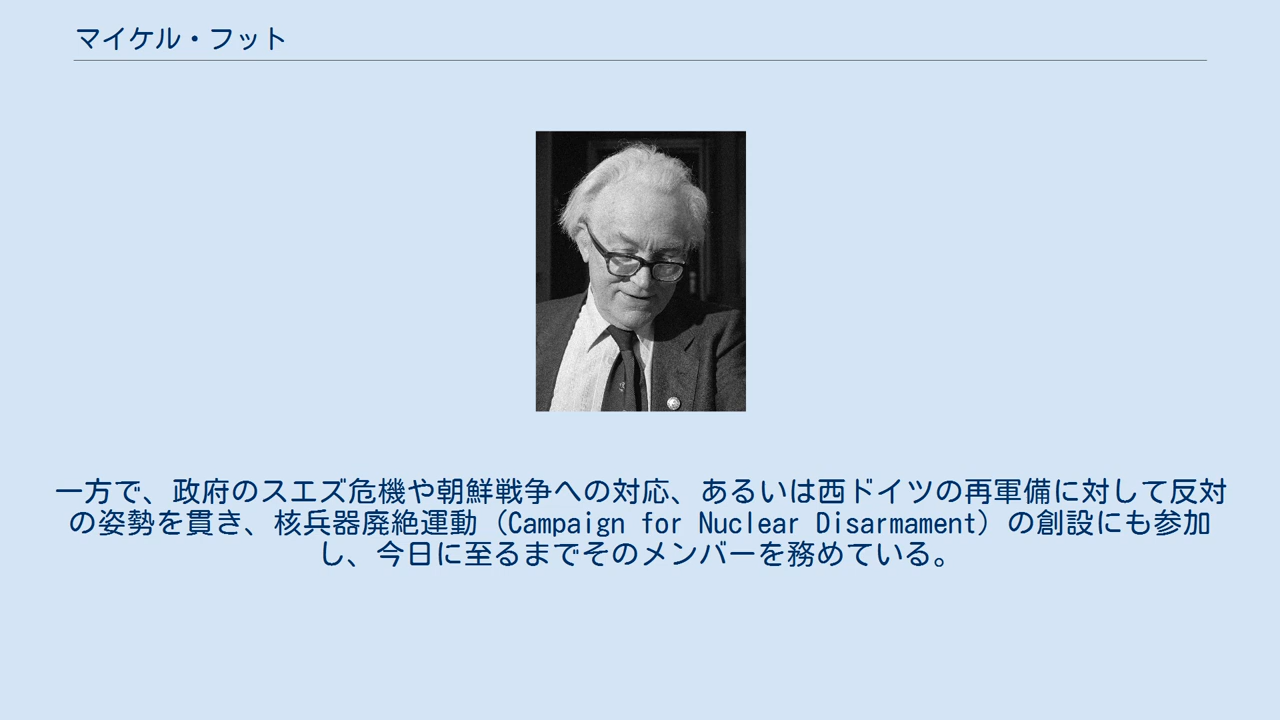 マイケル・フット
一方で、政府のスエズ危機や朝鮮戦争への対応、あるいは西ドイツの再軍備に対して反対
の姿勢を貫き、核兵器廃絶運動（Campaign for Nuclear Disarmament）の創設にも参加
し、今日に至るまでそのメンバーを務めている。